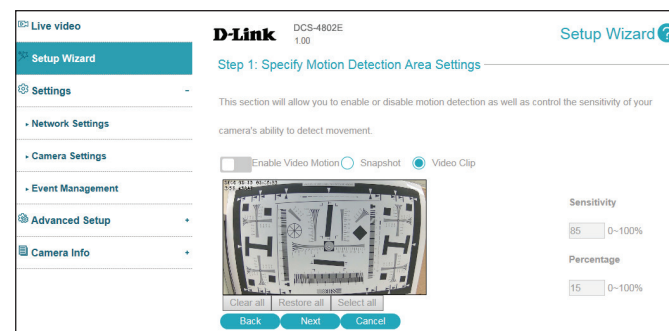 Live video
D-Link DCS-4802E
1.00
Setup Wizard ?
Setup Wizard
Step 1: Specify Motion Detection Area Settings
Settings -
This section will allow you to enable or disable motion detection as well as control the sensitivity of your
camera's ability to detect movement.
Network Settings
Camera Settings
Enable Video Motion Snapshot Video Clip
Event Management
Advanced Setup +
Camera Info +
Sensitivity
85 0~100%
Percentage
15 0~100%
Clear all Restore all Select all
Back Next Cancel